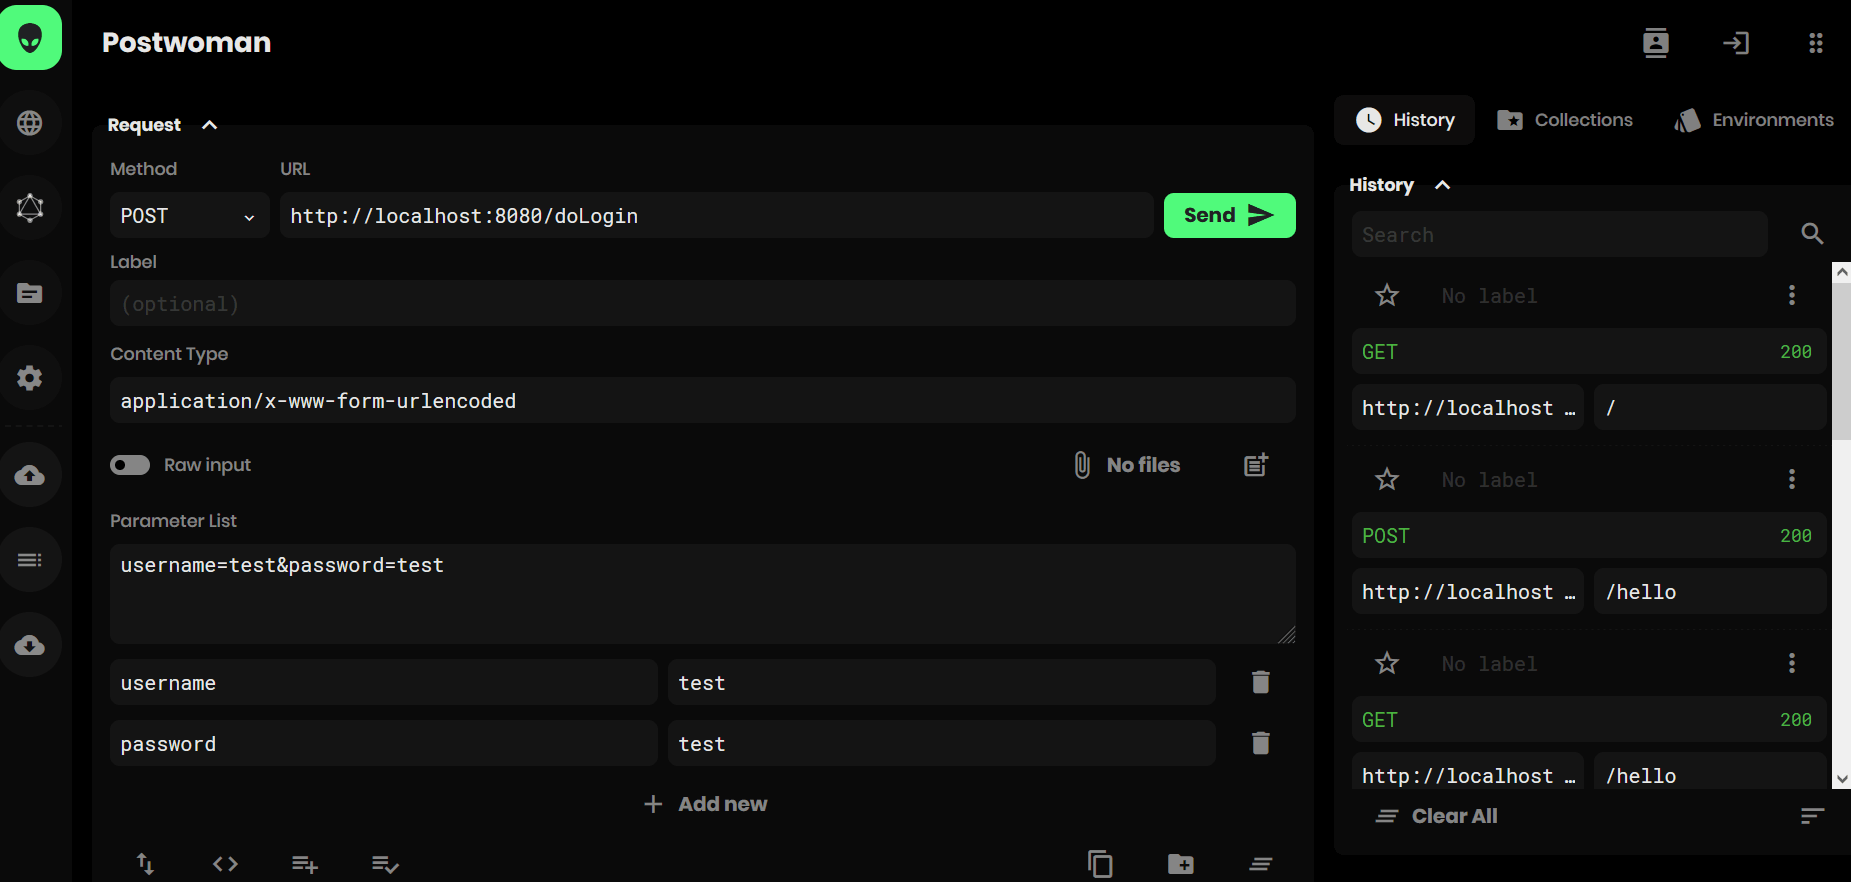 Postwoman
Request
Method
URL
POST
http://localhost:8080/doLogin
Send
Label
(optional)
Content Type
application/x-www-form-urlencoded
Raw input
No files
Parameter List
username=test&password=test
username
test
password
test
Add new
History
Collections
Environments
History
Search
No label
GET
200
http://localhost …
/
No label
POST
200
http://localhost …
/hello
No label
GET
200
http://localhost …
/hello
Clear All